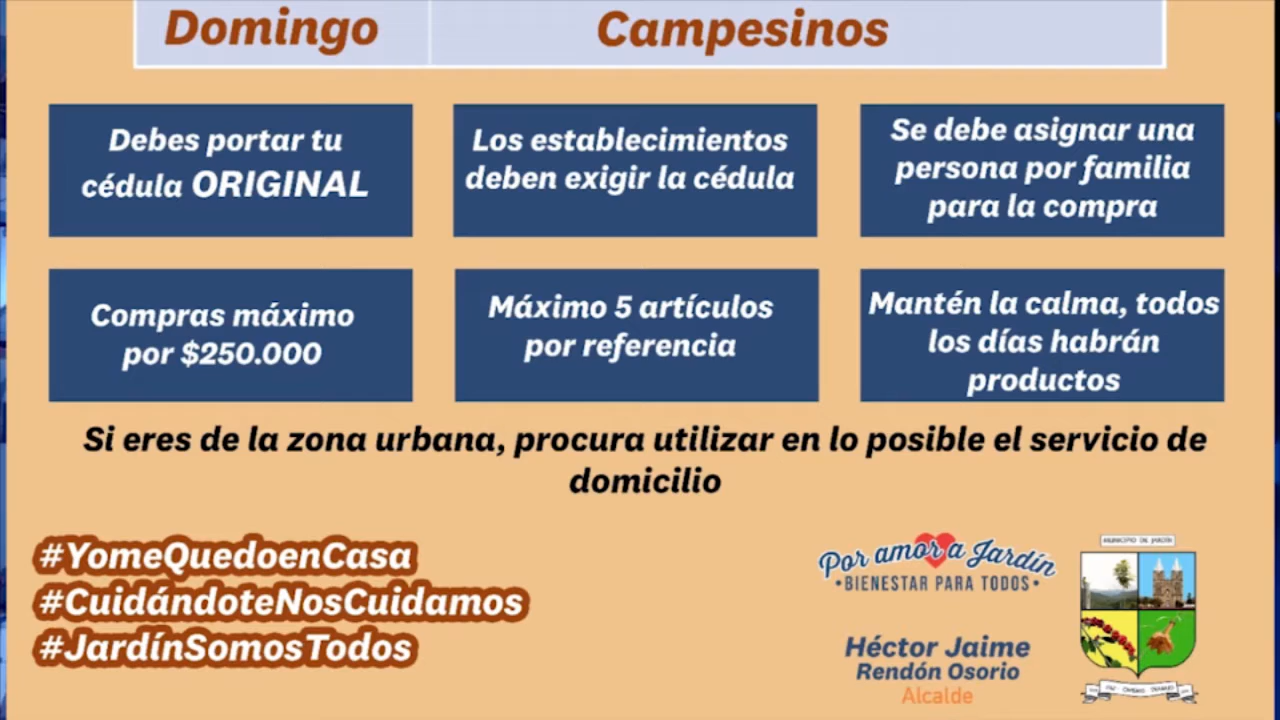 Domingo Campesinos
Debes portar tu
cédula ORIGINAL
Los establecimientos
deben exigir la cédula
Se debe asignar una
persona por familia
para la compra
Compras máximo
por $250.000
Máximo 5 artículos
por referencia
Mantén la calma, todos
los días habrán
productos
Si eres de la zona urbana, procura utilizar en lo posible el servicio de
domicilio
#YomeQuedoenCasa
#CuidándoteNosCuidamos
#JardínSomosTodos
Por amor a Jardín
•BIENESTAR PARA TODOS•
Héctor Jaime
Rendón Osorio
Alcalde
MUNICIPIO DE JARDÍN